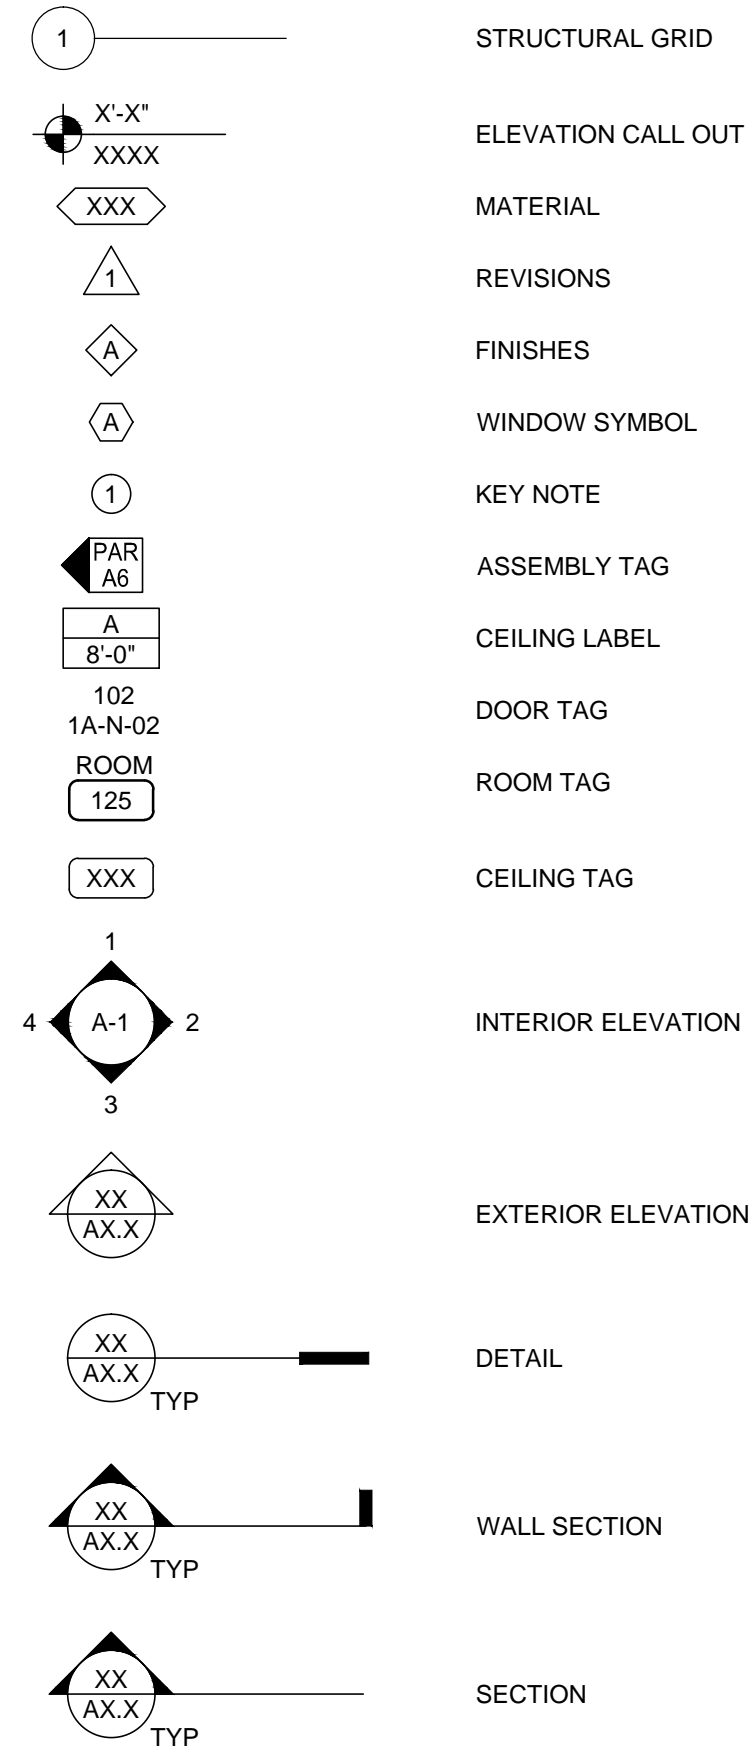 1 STRUCTURAL GRID
X'-X"
XXXX
ELEVATION CALL OUT
XXX MATERIAL
1 REVISIONS
A FINISHES
A WINDOW SYMBOL
1 KEY NOTE
PAR
A6
ASSEMBLY TAG
A
8'-0"
CEILING LABEL
102
1A-N-02
DOOR TAG
ROOM
125
ROOM TAG
XXX CEILING TAG
1
4 A-1 2
3
INTERIOR ELEVATION
XX
AX.X
EXTERIOR ELEVATION
XX
AX.X
TYP
DETAIL
XX
AX.X
TYP
WALL SECTION
XX
AX.X
TYP
SECTION